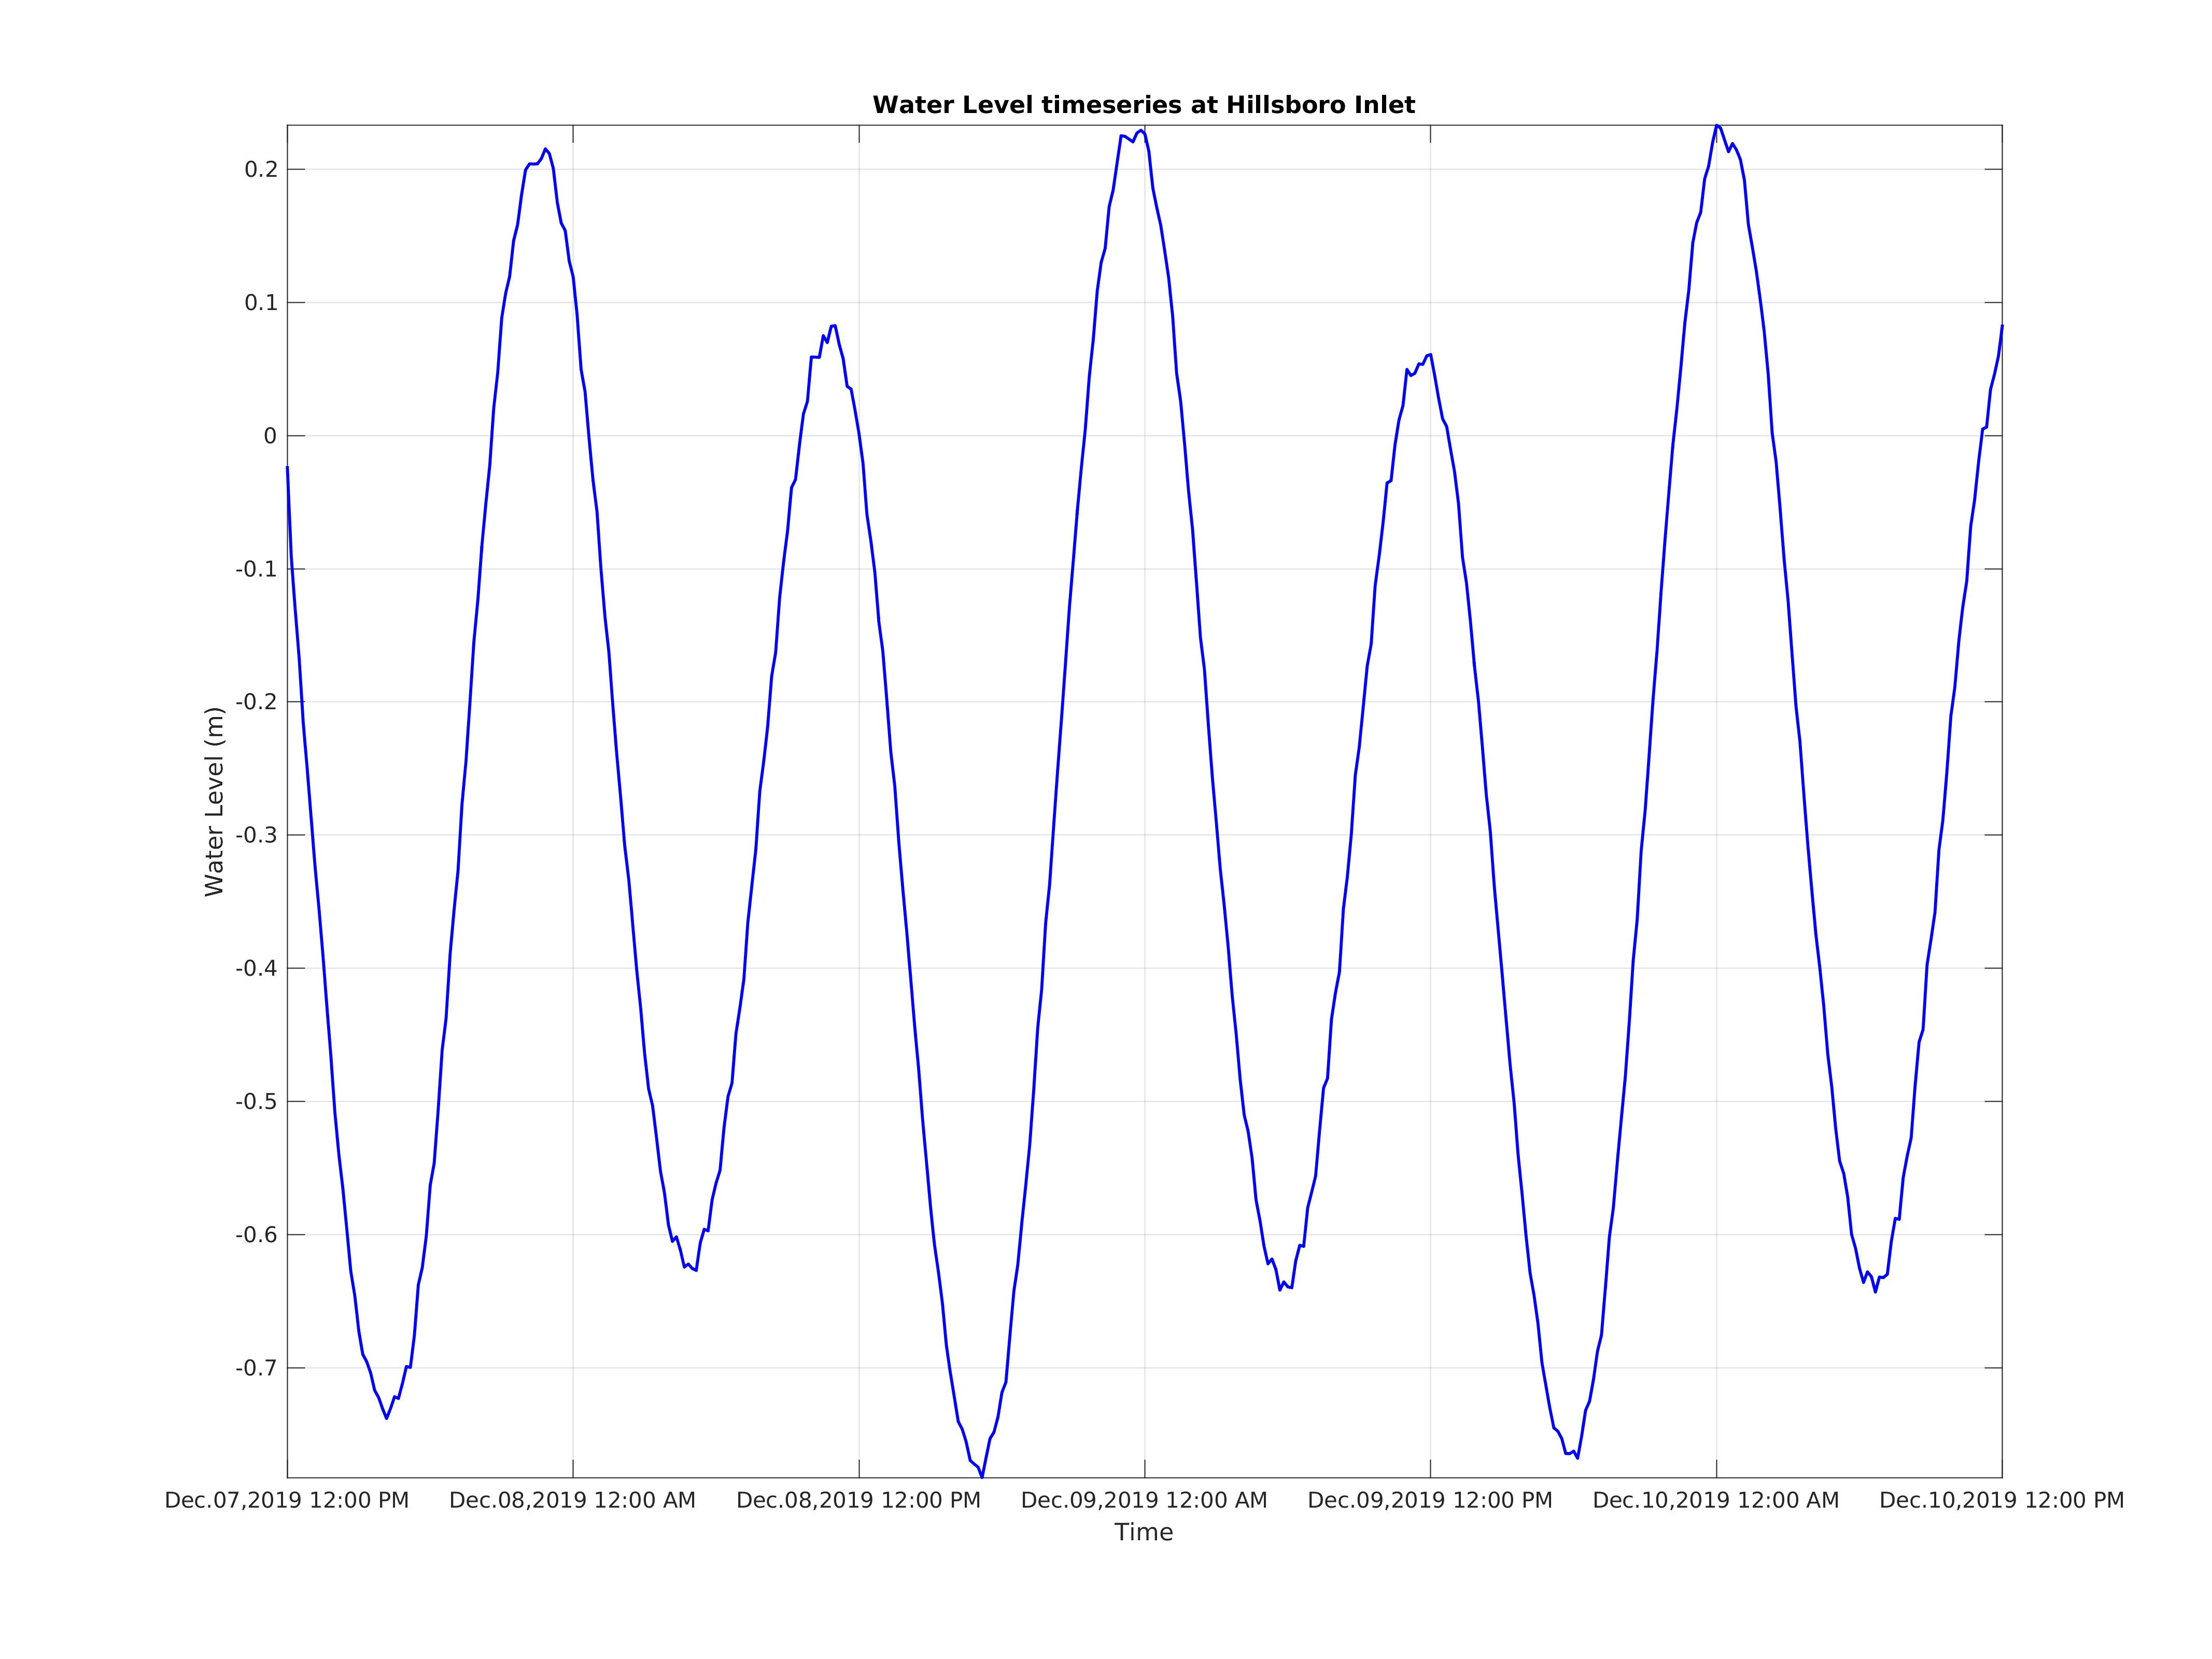 Water Level timeseries at Hillsboro Inlet
0.2
0.1
0
-0.1
-0.2
-0.3
-0.4
-0.5
-0.6
-0.7
Water Level (m)
Dec.07,2019 12:00 PM
Dec.08,2019 12:00 AM
Dec.08,2019 12:00 PM
Dec.09,2019 12:00 AM
Dec.09,2019 12:00 PM
Dec.10,2019 12:00 AM
Dec.10,2019 12:00 PM
Time